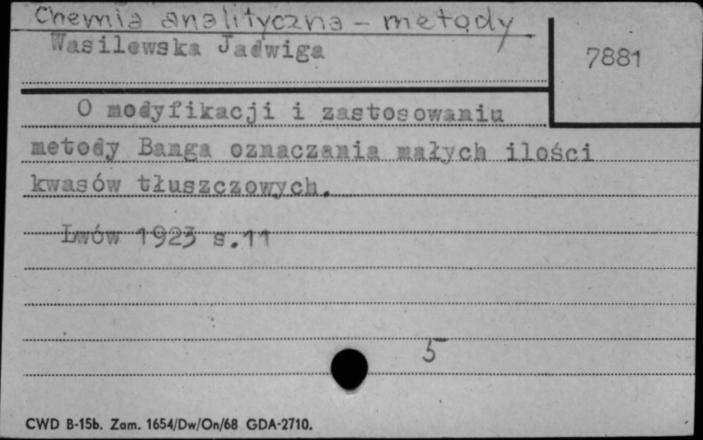 Chemia analityczna - metody
Wasilewska Jadwiga
7881
O modyfikacji i zastosowaniu
metody Banga oznaczania małych ilości
kwasów tłuszczowych.
Lwów 1923 s.11
5
CWD B-15b. Zam. 1654/Dw/On/68 GDA-2710.